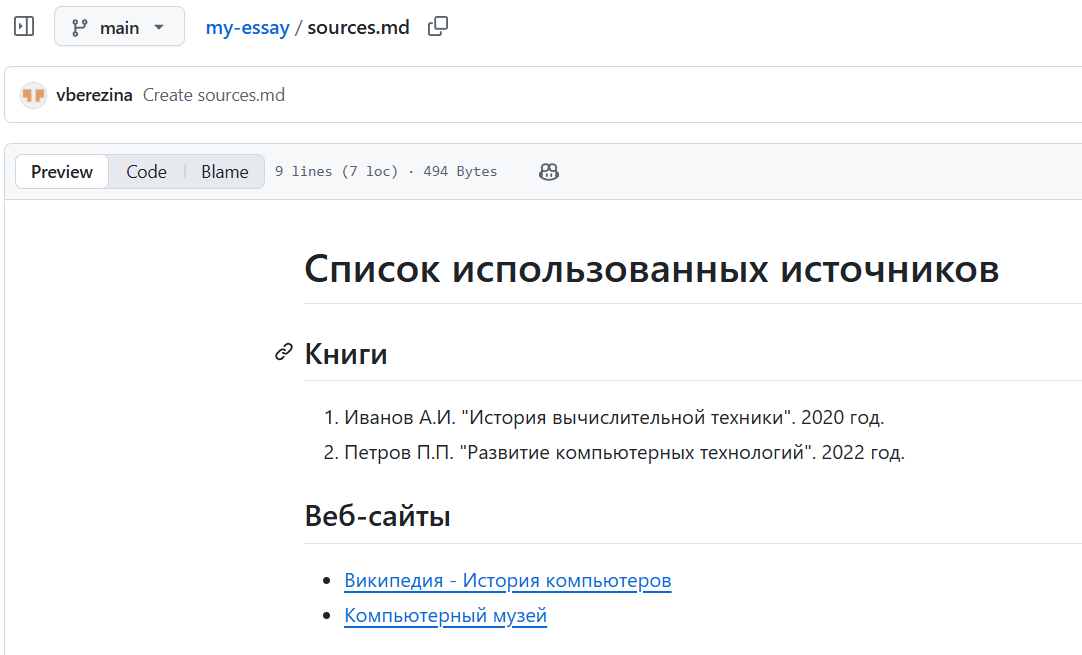 main
my-essay / sources.md
vberezina Create sources.md
Preview Code Blame 9 lines (7 loc) · 494 Bytes
Список использованных источников
Книги
1. Иванов А.И. "История вычислительной техники". 2020 год.
2. Петров П.П. "Развитие компьютерных технологий". 2022 год.
Веб-сайты
• Википедия - История компьютеров
• Компьютерный музей